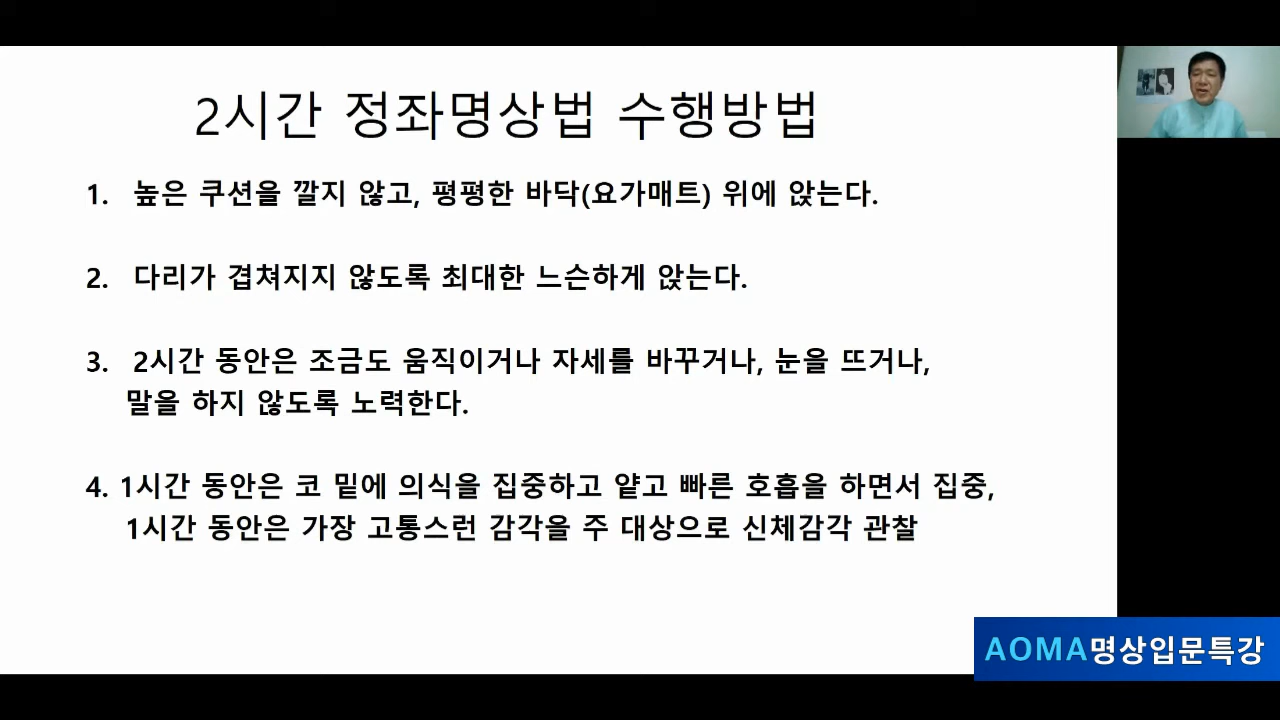 2시간 정좌명상법 수행방법
1. 높은 쿠션을 깔지 않고, 평평한 바닥(요가매트) 위에 앉는다.
2. 다리가 겹쳐지지 않도록 최대한 느슨하게 앉는다.
3. 2시간 동안은 조금도 움직이거나 자세를 바꾸거나, 눈을 뜨거나,
말을 하지 않도록 노력한다.
4. 1시간 동안은 코 밑에 의식을 집중하고 얕고 빠른 호흡을 하면서 집중,
1시간 동안은 가장 고통스런 감각을 주 대상으로 신체감각 관찰
AOMA명상입문특강